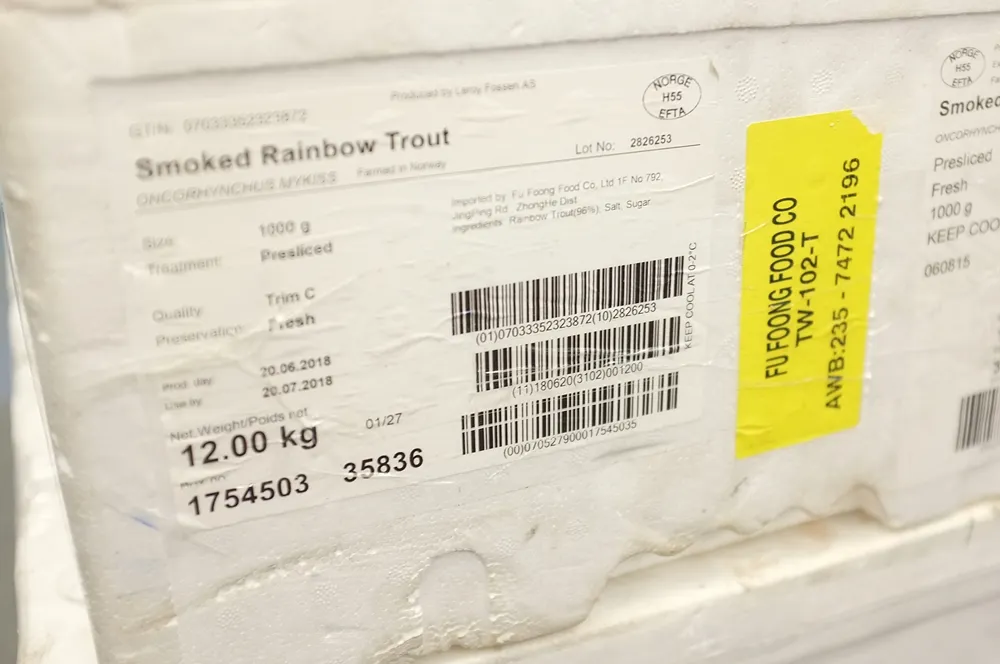 GTIN: 07033352323872
Produced by Leroy Fossen AS
NORGE
H55
EFTA
Smoked Rainbow Trout
Lot No: 2826253
ONCORHYNCHUS MYKISS Farmed in Norway
Imported by Fu Foong Food Co, Ltd 1F No 792,
JingPing Rd ZhongHe Dist
Ingredients: Rainbow Trout(96%), Salt, Sugar
Size: 1000 g
Treatment: Presliced
Quality: Trim C
Preservation: Fresh
Prod. day: 20.06.2018
Use by: 20.07.2018
Net Weight/Poids net
12.00 kg 01/27
1754503 35836
(01)07033352323872(10)2826253
(11)180620(3102)001200
(00)070527900017545035
KEEP COOL AT 0-2°C
FU FOONG FOOD CO
TW-102-T
AWB:235 - 7472 2196
NORGE
H55
EFTA
Smoked
Presliced
Fresh
1000 g
KEEP COO
060815